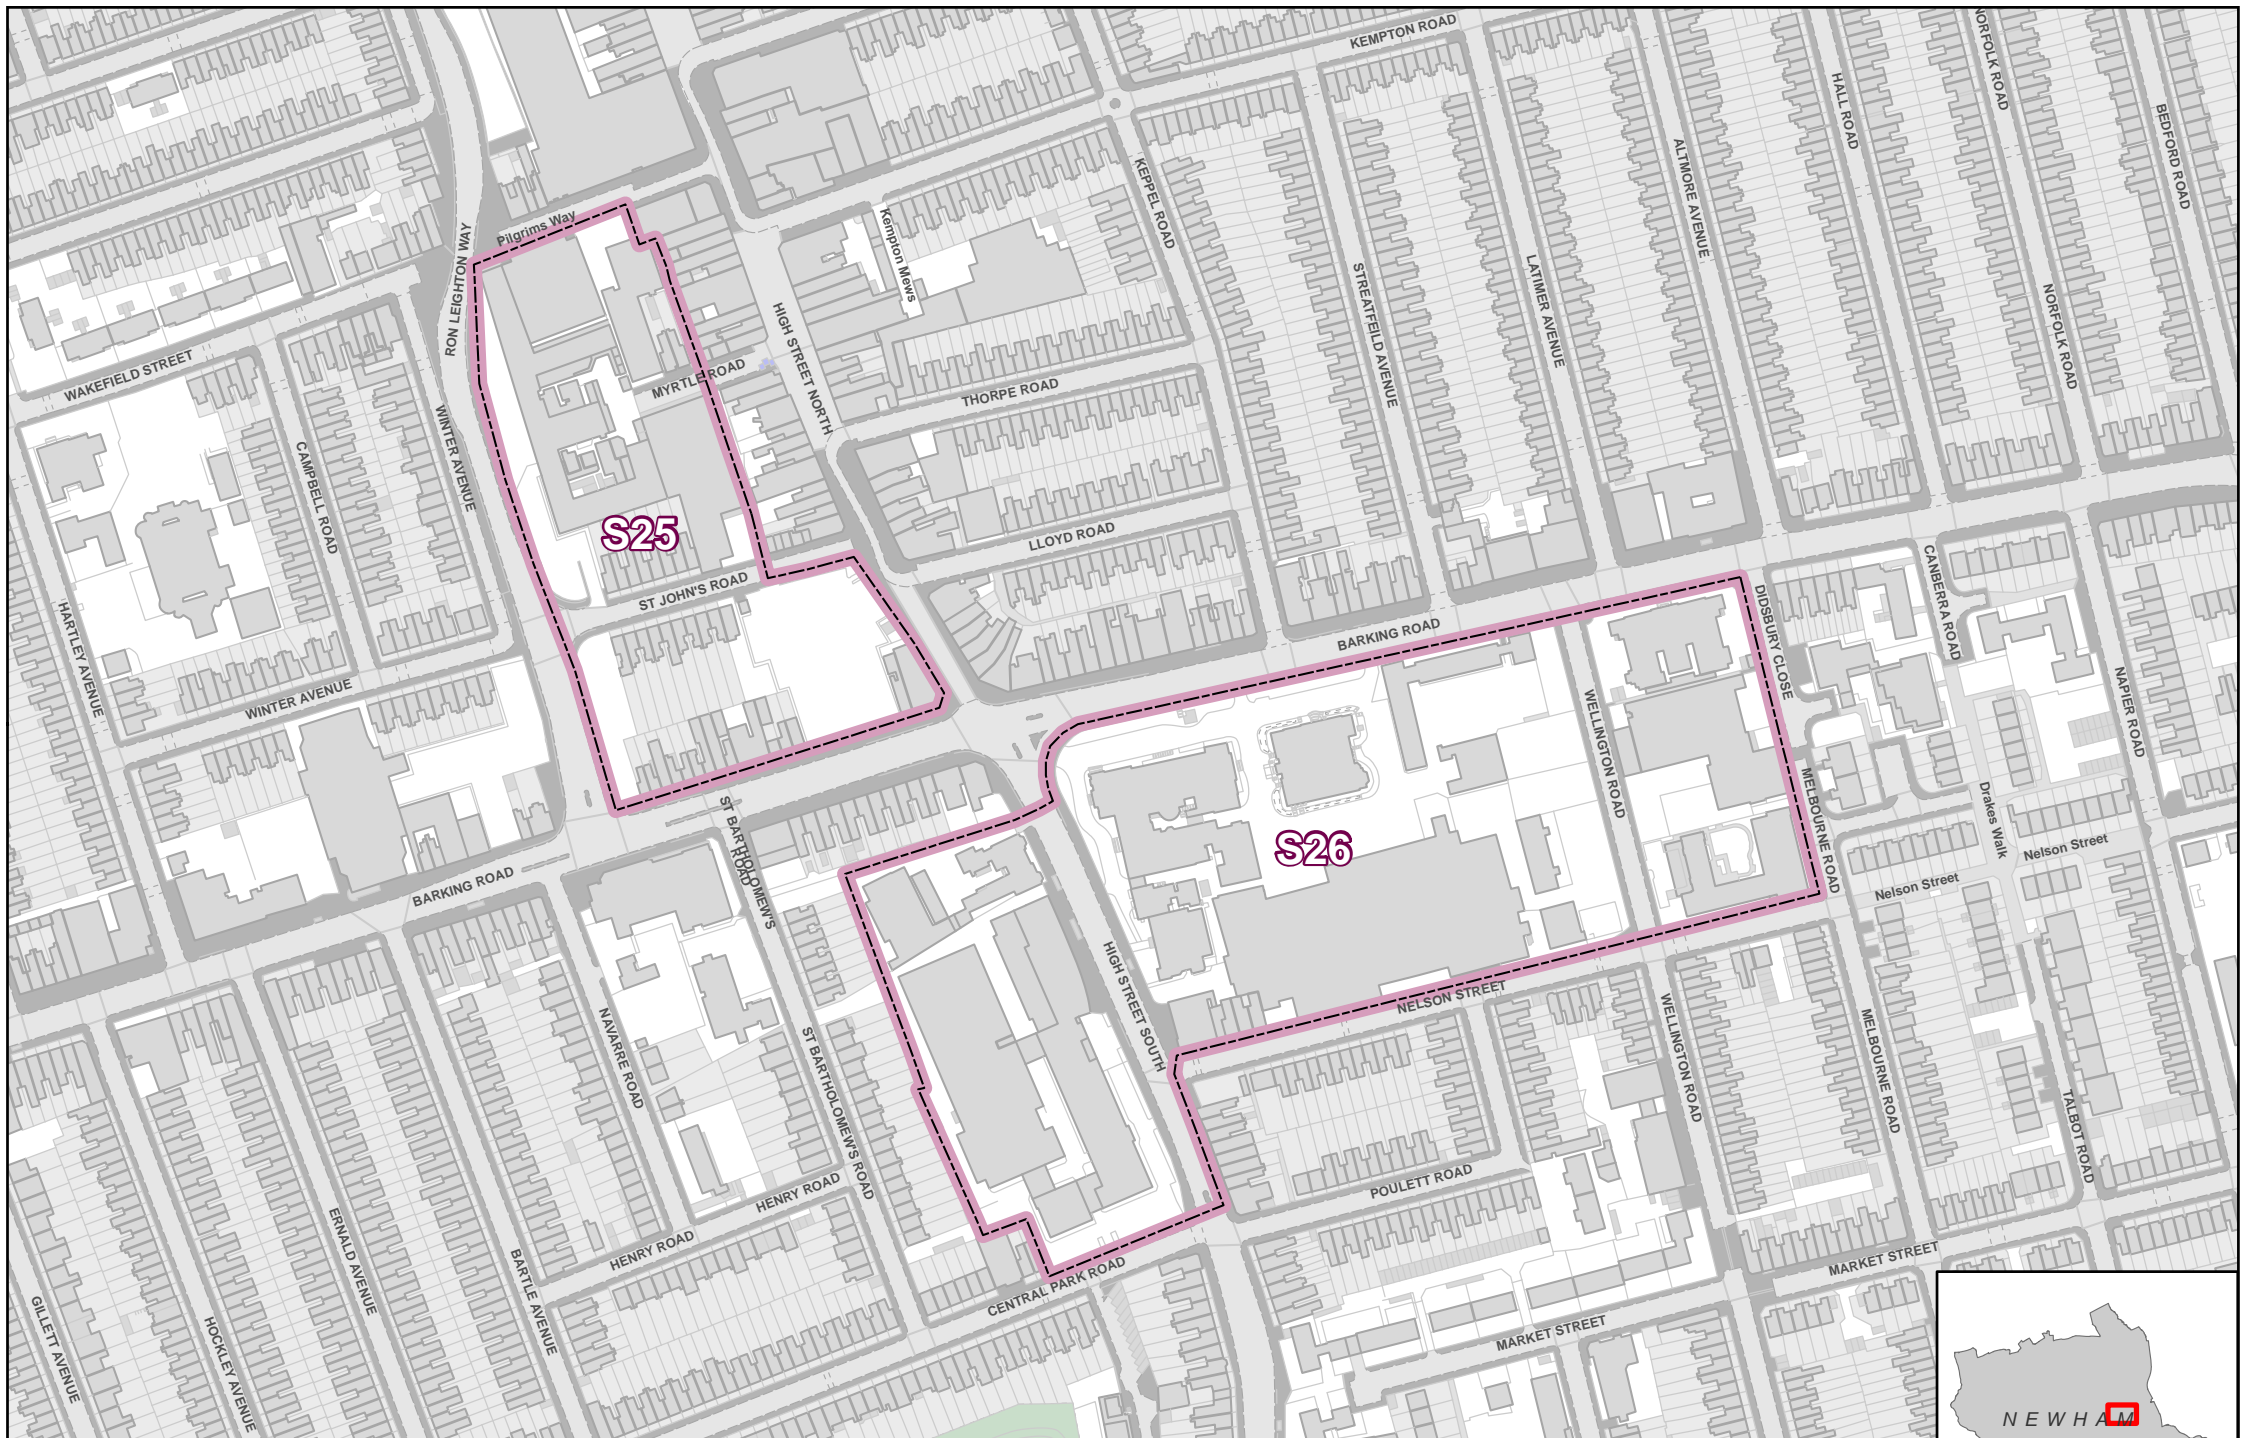 KEMPTON ROAD
NORFOLK ROAD
HALL ROAD
BEDFORD ROAD
ALTMORE AVENUE
KEPPEL ROAD
Pilgrims Way
Kempton Mews
RON LEIGHTON WAY
STREATFEILD AVENUE
LATIMER AVENUE
NORFOLK ROAD
HIGH STREET NORTH
WAKEFIELD STREET
MYRTLE ROAD
THORPE ROAD
WINTER AVENUE
CAMPBELL ROAD
S25
LLOYD ROAD
ST JOHN'S ROAD
HARTLEY AVENUE
CANBERRA ROAD
DIDSBURY CLOSE
BARKING ROAD
WINTER AVENUE
WELLINGTON ROAD
NAPIER ROAD
MELBOURNE ROAD
Drakes Walk
S26
ST BARTHOLOMEW'S
ROAD
Nelson Street
Nelson Street
BARKING ROAD
HIGH STREET SOUTH
NELSON STREET
NAVARRE ROAD
ST BARTHOLOMEW'S ROAD
WELLINGTON ROAD
MELBOURNE ROAD
TALBOT ROAD
POULETT ROAD
HENRY ROAD
HENRY ROAD
ERNALD AVENUE
BARTLE AVENUE
CENTRAL PARK ROAD
MARKET STREET
MARKET STREET
GILLETT AVENUE
HOCKLEY AVENUE
NEWHAM